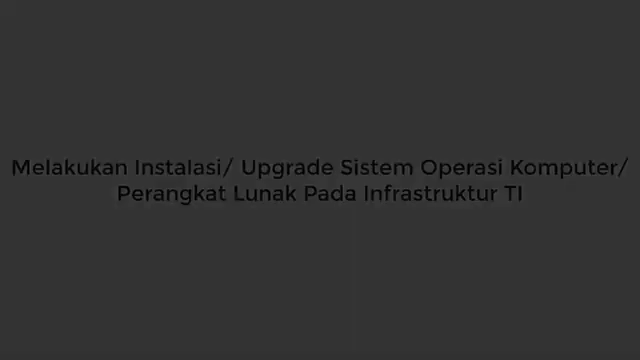 Melakukan Instalasi/ Upgrade Sistem Operasi Komputer/
Perangkat Lunak Pada Infrastruktur TI